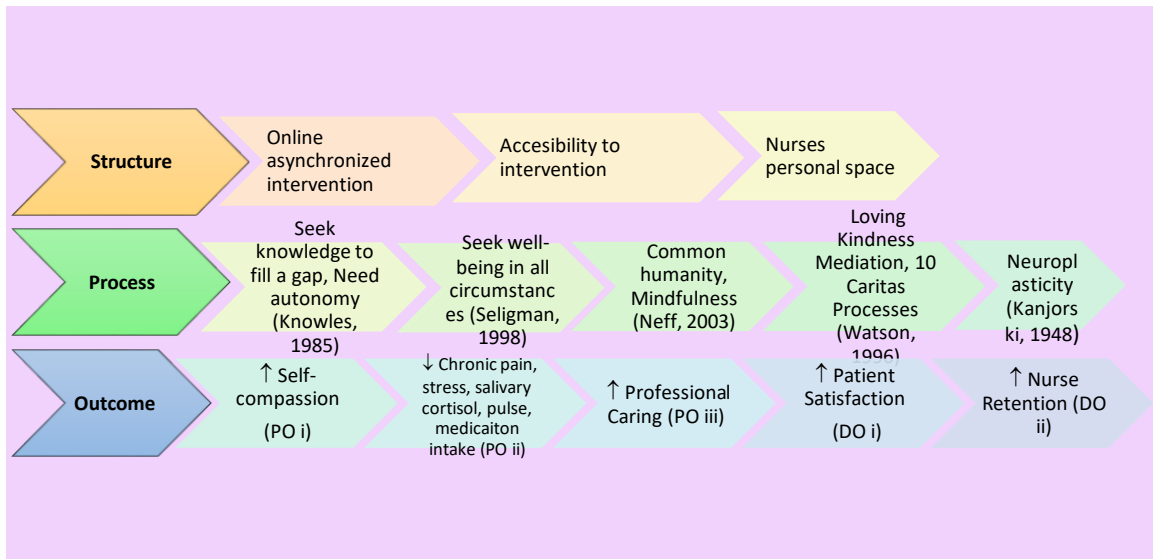 Structure
Online
asynchronized
intervention
Accesibility to
intervention
Nurses
personal space
Process
Seek
knowledge to
fill a gap, Need
autonomy
(Knowles,
1985)
Seek well-
being in all
circumstanc
es (Seligman,
1998)
Common
humanity,
Mindfulness
(Neff, 2003)
Loving
Kindness
Mediation, 10
Caritas
Processes
(Watson,
1996)
Neuropl
asticity
(Kanjors
ki, 1948)
Outcome
↑ Self-
compassion
(PO i)
↓ Chronic pain,
stress, salivary
cortisol, pulse,
medicaiton
intake (PO ii)
↑ Professional
Caring (PO iii)
↑ Patient
Satisfaction
(DO i)
↑ Nurse
Retention (DO
ii)